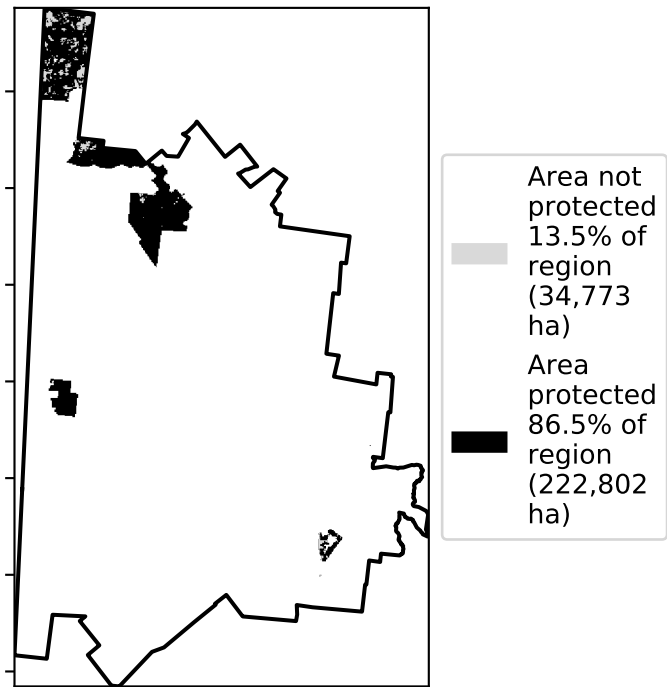 Area not
protected
13.5% of
region
(34,773
ha)
Area
protected
86.5% of
region
(222,802
ha)